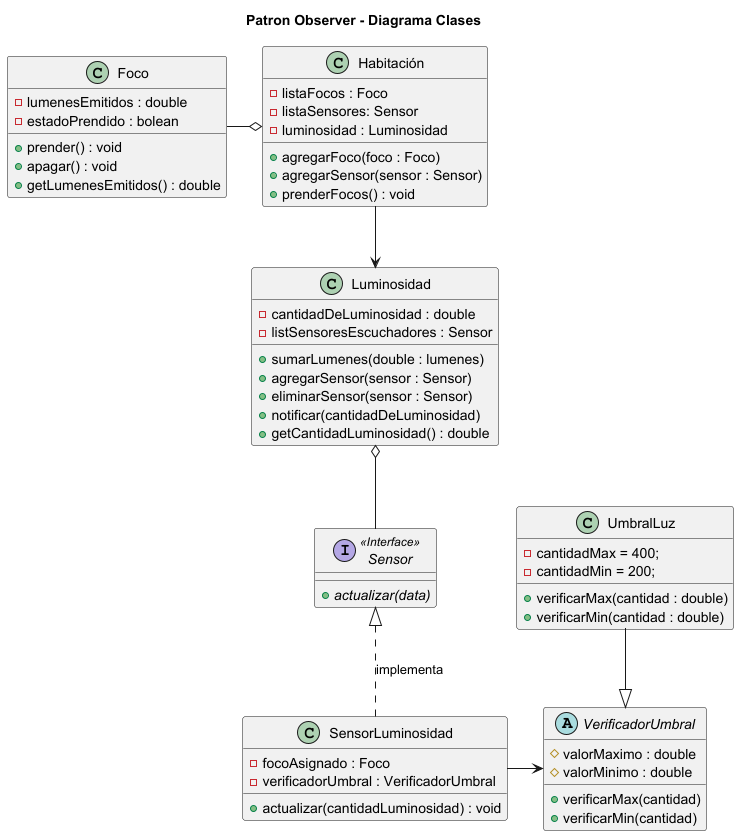 Patron Observer - Diagrama Clases
C Foco
lumenesEmitidos : double
estadoPrendido : bolean
prender() : void
apagar() : void
getLumenesEmitidos() : double
C Habitación
listaFocos : Foco
listaSensores: Sensor
luminosidad : Luminosidad
agregarFoco(foco : Foco)
agregarSensor(sensor : Sensor)
prenderFocos() : void
C Luminosidad
cantidadDeLuminosidad : double
listSensoresEscuchadores : Sensor
sumarLumenes(double : lumenes)
agregarSensor(sensor : Sensor)
eliminarSensor(sensor : Sensor)
notificar(cantidadDeLuminosidad)
getCantidadLuminosidad() : double
I «Interface»
Sensor
actualizar(data)
C UmbralLuz
cantidadMax = 400;
cantidadMin = 200;
verificarMax(cantidad : double)
verificarMin(cantidad : double)
implementa
C SensorLuminosidad
focoAsignado : Foco
verificadorUmbral : VerificadorUmbral
actualizar(cantidadLuminosidad) : void
A VerificadorUmbral
valorMaximo : double
valorMinimo : double
verificarMax(cantidad)
verificarMin(cantidad)